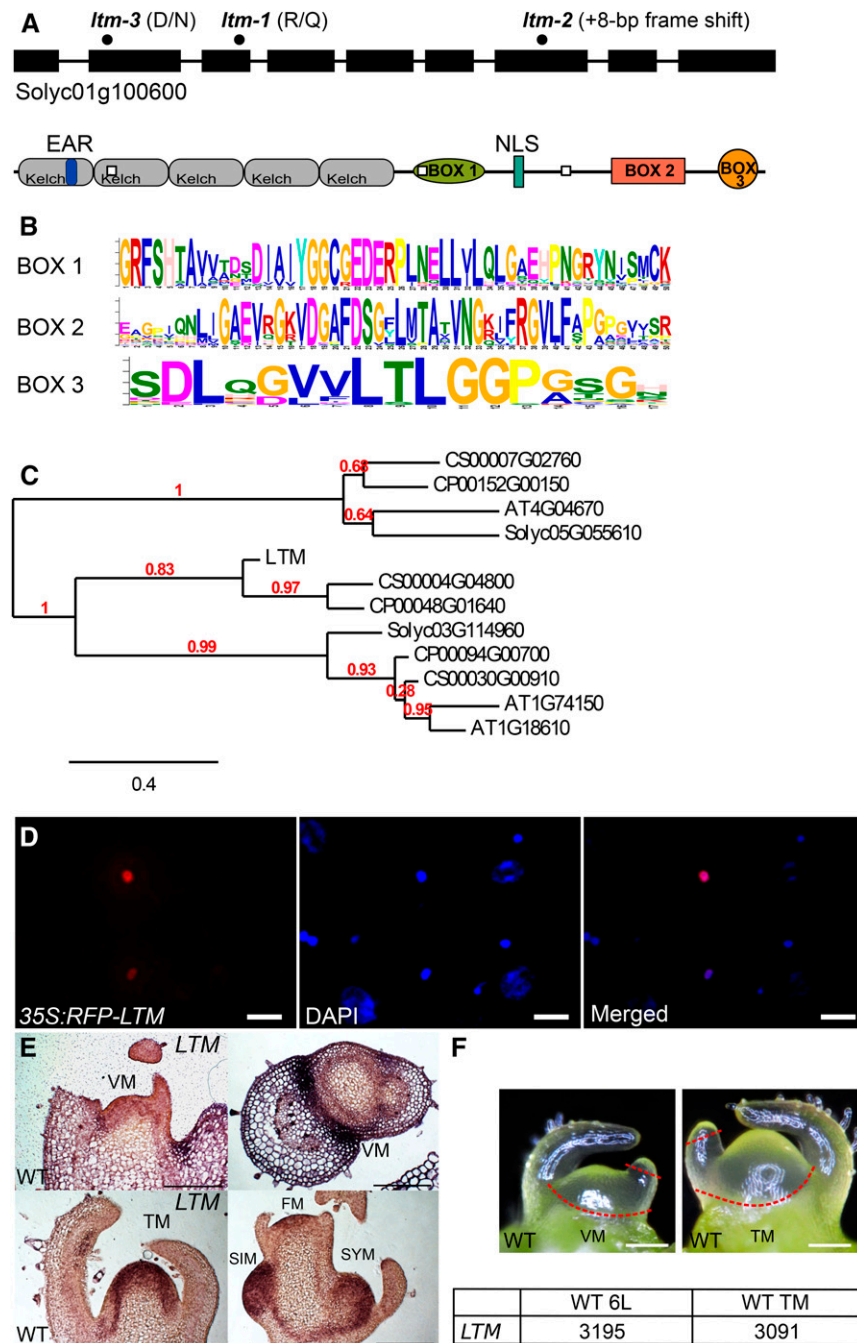 A
ltm-3 (D/N) ltm-1 (R/Q) ltm-2 (+8-bp frame shift)
Solyc01g100600
EAR NLS
Kelch Kelch Kelch Kelch Kelch BOX 1 BOX 2 BOX 3
B
BOX 1
BOX 2
BOX 3
C
0.68 CS00007G02760
1 CP00152G00150
0.64 AT4G04670
Solyc05G055610
LTM
0.83 CS00004G04800
0.97 CP00048G01640
1 Solyc03G114960
0.99 CP00094G00700
0.93 CS00030G00910
0.28 AT1G74150
0.95 AT1G18610
0.4
D
35S:RFP-LTM DAPI Merged
E LTM F
VM
WT VM
LTM FM
TM SIM SYM
WT
WT VM WT TM
WT 6L WT TM
LTM 3195 3091